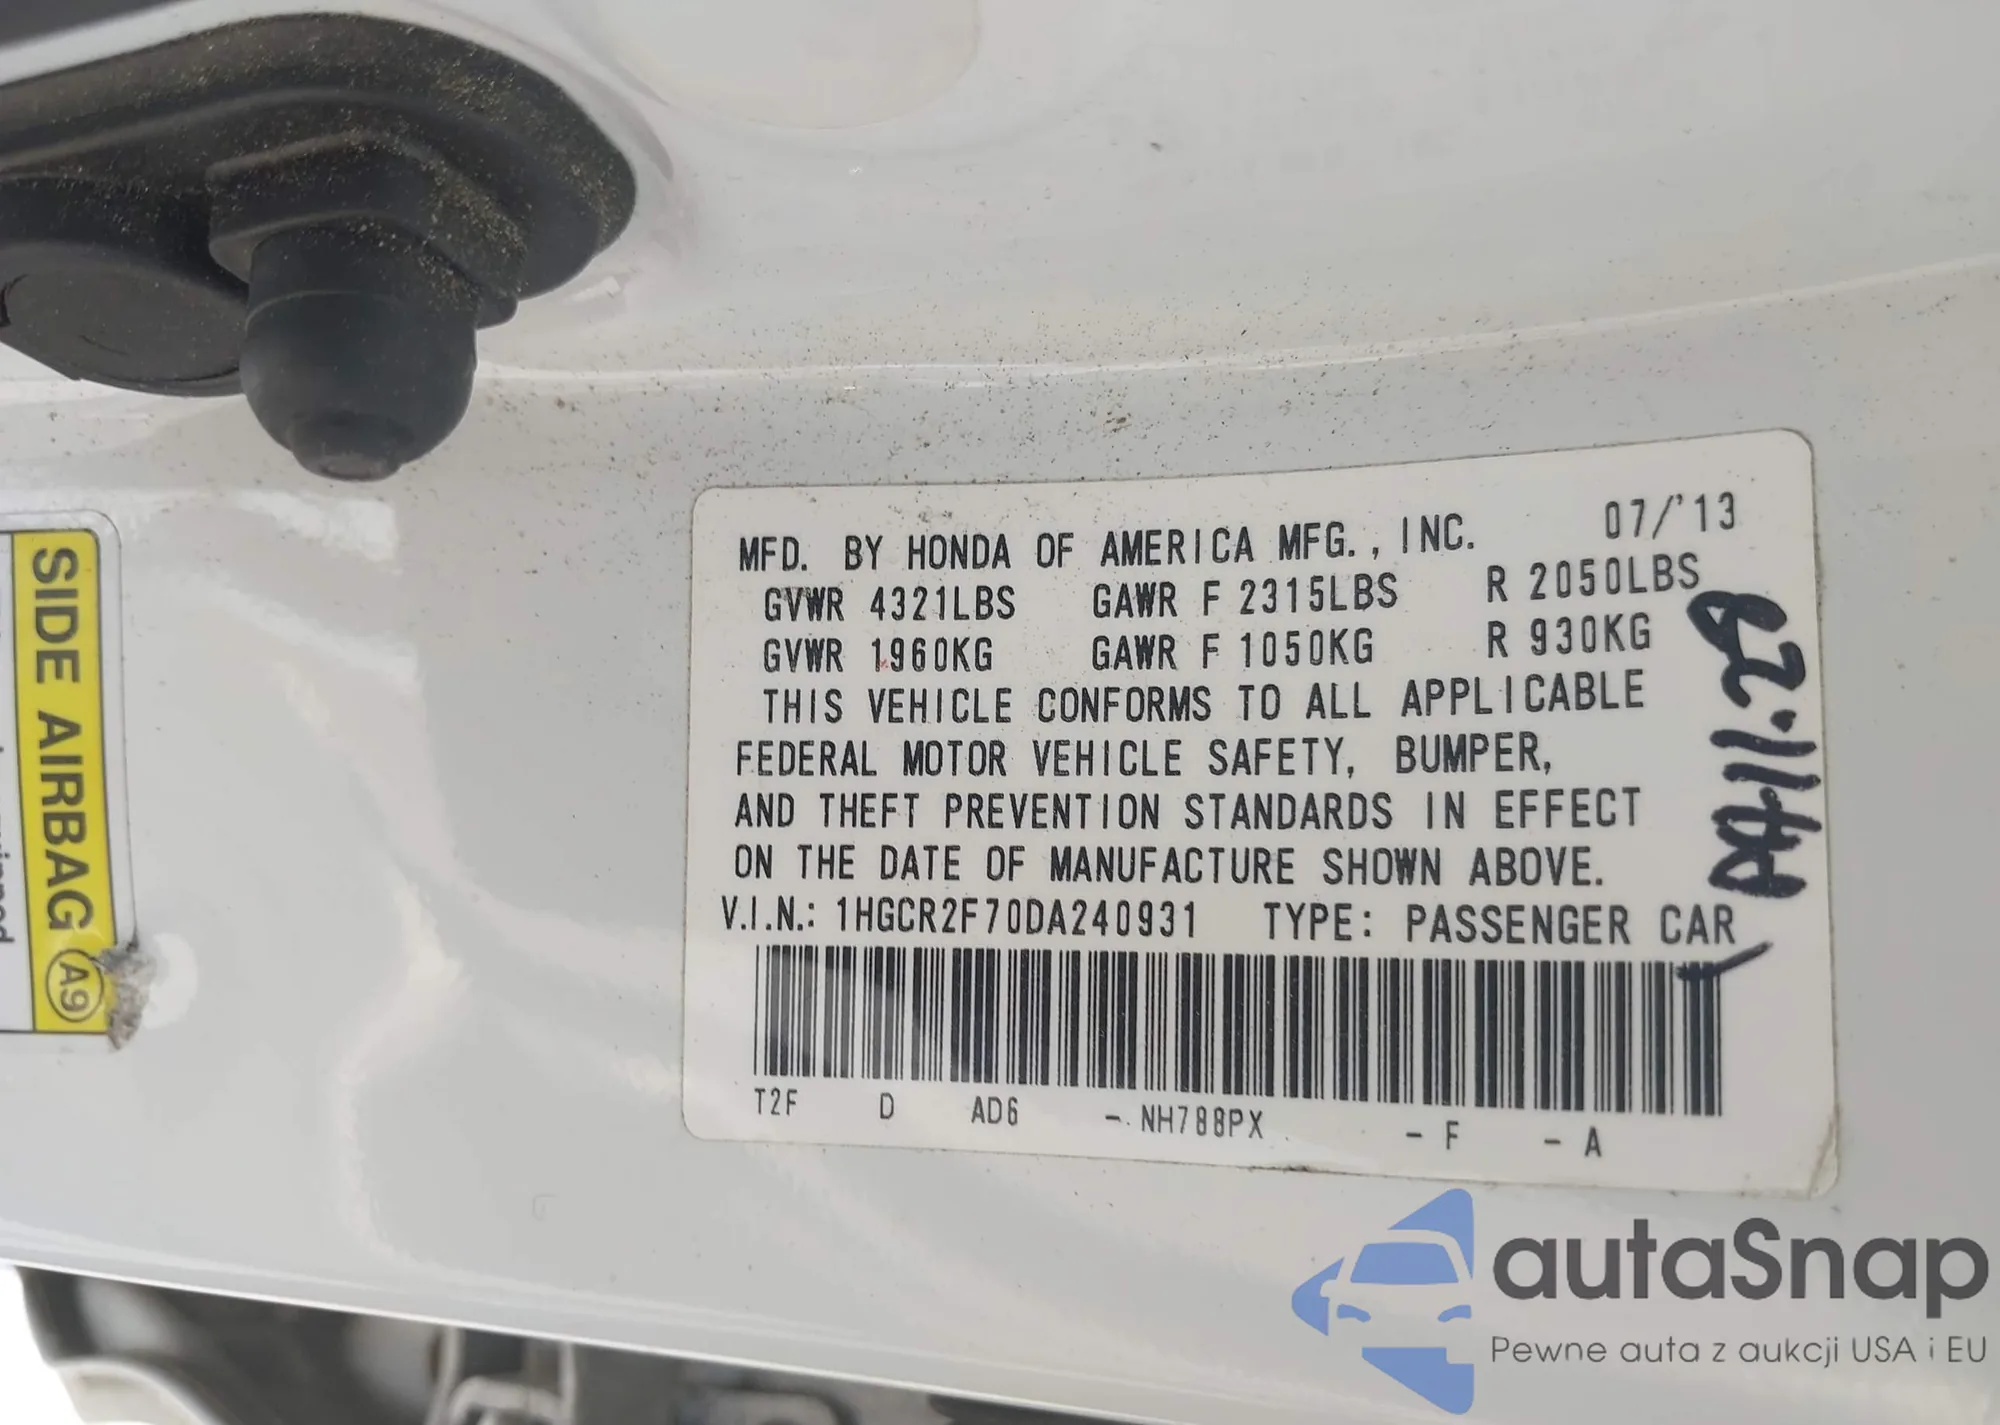 SIDE AIRBAG A9
MFD. BY HONDA OF AMERICA MFG., INC. 07/'13
GVWR 4321LBS GAWR F 2315LBS R 2050LBS
GVWR 1960KG GAWR F 1050KG R 930KG
THIS VEHICLE CONFORMS TO ALL APPLICABLE
FEDERAL MOTOR VEHICLE SAFETY, BUMPER,
AND THEFT PREVENTION STANDARDS IN EFFECT
ON THE DATE OF MANUFACTURE SHOWN ABOVE.
V.I.N.: 1HGCR2F70DA240931 TYPE: PASSENGER CAR
T2F D AD6 - NH788PX - F - A
autaSnap
Pewne auta z aukcji USA i EU